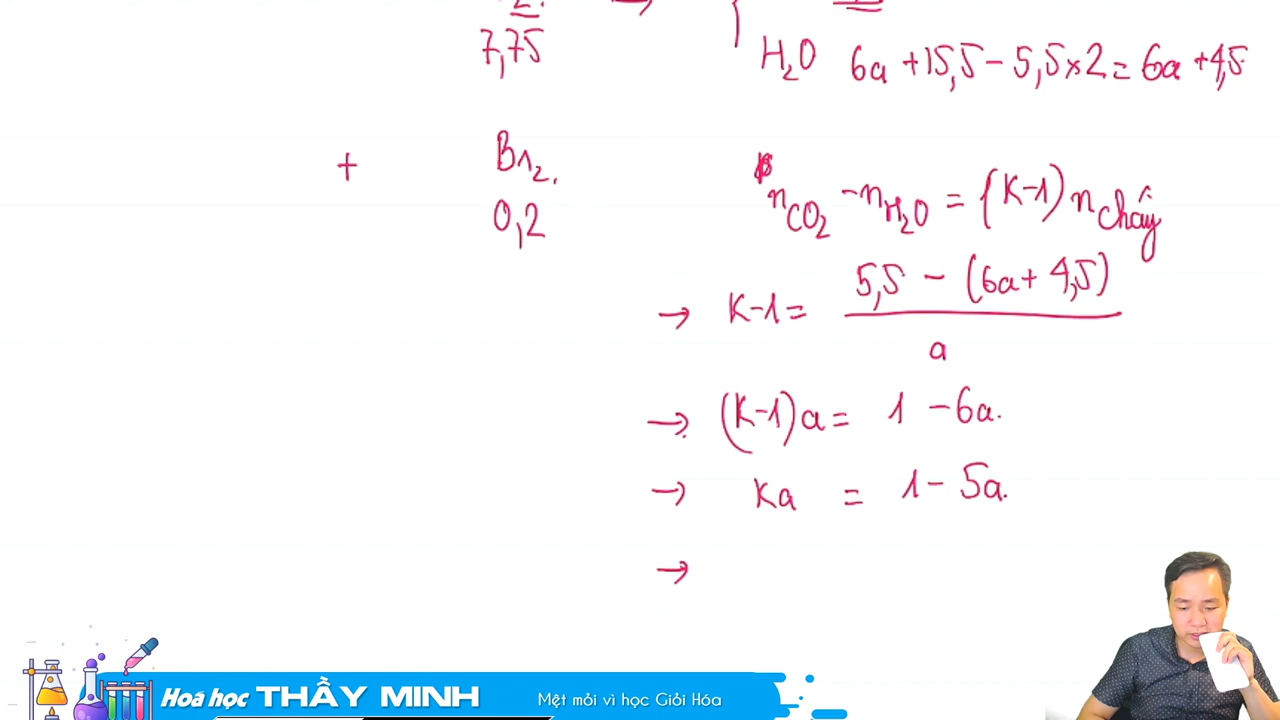 7,75
H₂O 6a + 15,5 - 5,5×2 = 6a + 4,5
+ Br₂.
0,2
nCO₂ - nH₂O = (K-1) n cháy
→ K-1 = 5,5 - (6a + 4,5) / a
→ (K-1)a = 1 - 6a.
→ Ka = 1 - 5a.
→
Hoá học THẦY MINH
Mệt mỏi vì học Giỏi Hóa